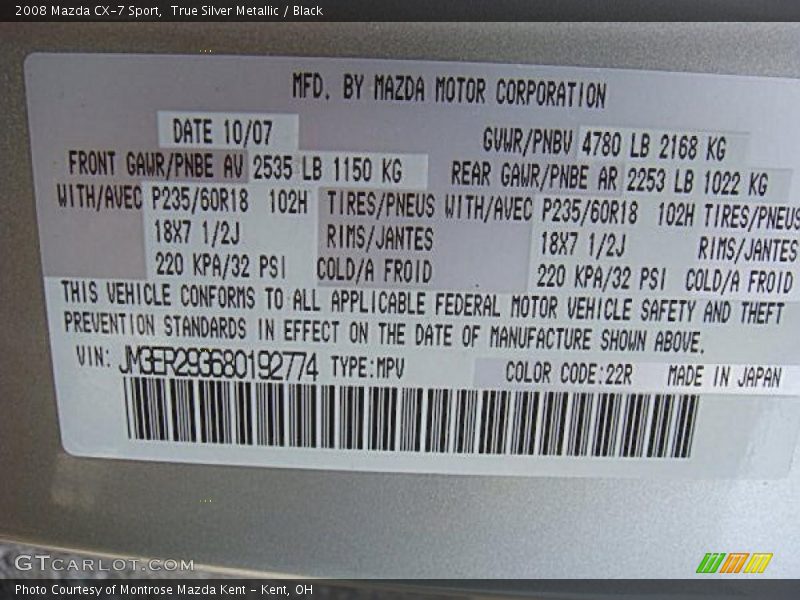 2008 Mazda CX-7 Sport,  True Silver Metallic / Black
MFD. BY MAZDA MOTOR CORPORATION
DATE 10/07 GVWR/PNBV 4780 LB 2168 KG
FRONT GAWR/PNBE AV 2535 LB 1150 KG REAR GAWR/PNBE AR 2253 LB 1022 KG
WITH/AVEC P235/60R18 102H TIRES/PNEUS WITH/AVEC P235/60R18 102H TIRES/PNEUS
18X7 1/2J RIMS/JANTES 18X7 1/2J RIMS/JANTES
220 KPA/32 PSI COLD/A FROID 220 KPA/32 PSI COLD/A FROID
THIS VEHICLE CONFORMS TO ALL APPLICABLE FEDERAL MOTOR VEHICLE SAFETY AND THEFT
PREVENTION STANDARDS IN EFFECT ON THE DATE OF MANUFACTURE SHOWN ABOVE.
VIN: JM3ER293680192774 TYPE:MPV COLOR CODE:22R MADE IN JAPAN
GTCARLOT.COM
Photo Courtesy of Montrose Mazda Kent - Kent, OH